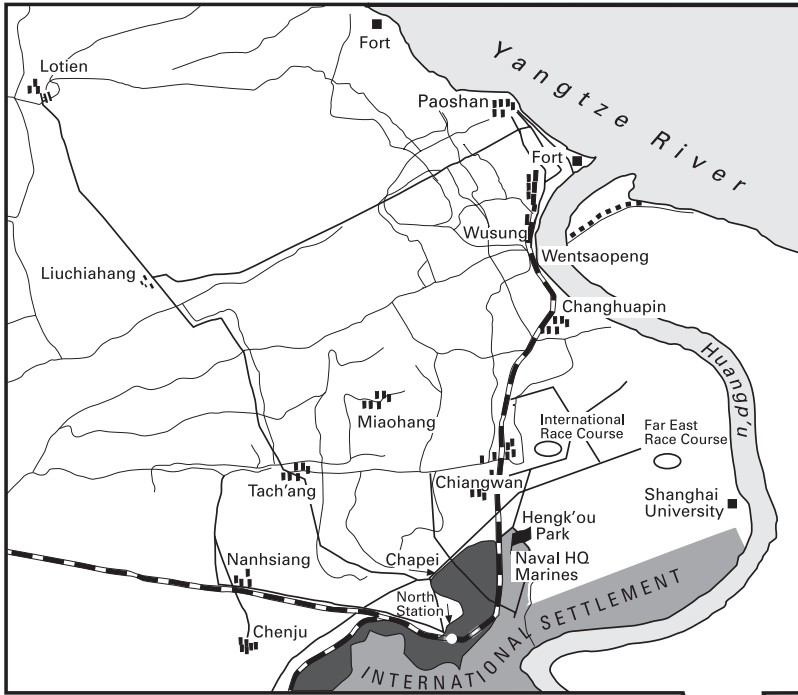 Fort
Lotien
Yangtze River
Paoshan
Fort
Wusung
Wentsaopeng
Liuchiahang
Changhuapin
Huangp'u
Miaohang
International
Race Course
Far East
Race Course
Tach'ang
Chiangwan
Shanghai
University
Hengk'ou
Park
Nanhsiang
Chapei
Naval HQ
Marines
North
Station
Chenju
INTERNATIONAL SETTLEMENT